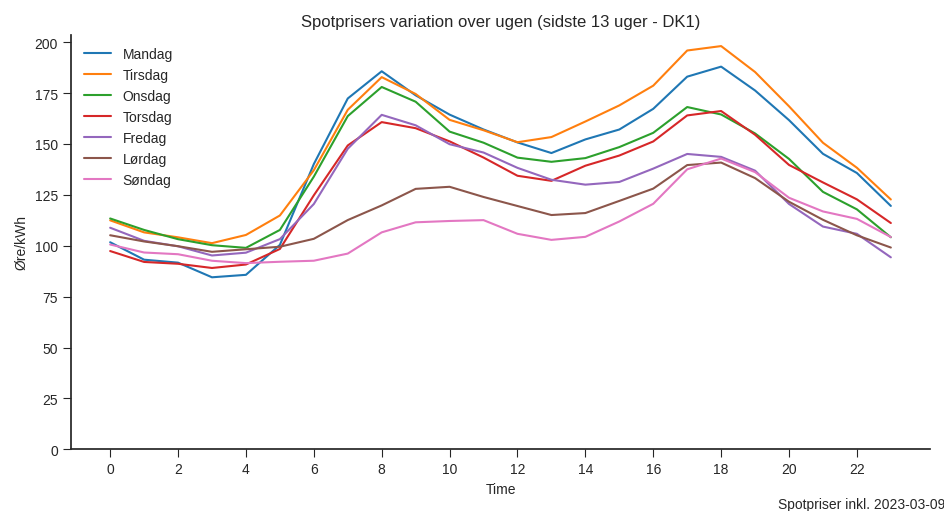 Spotprisers variation over ugen (sidste 13 uger - DK1)
Mandag
Tirsdag
Onsdag
Torsdag
Fredag
Lørdag
Søndag
Øre/kWh
200
175
150
125
100
75
50
25
0
0 2 4 6 8 10 12 14 16 18 20 22
Time
Spotpriser inkl. 2023-03-09